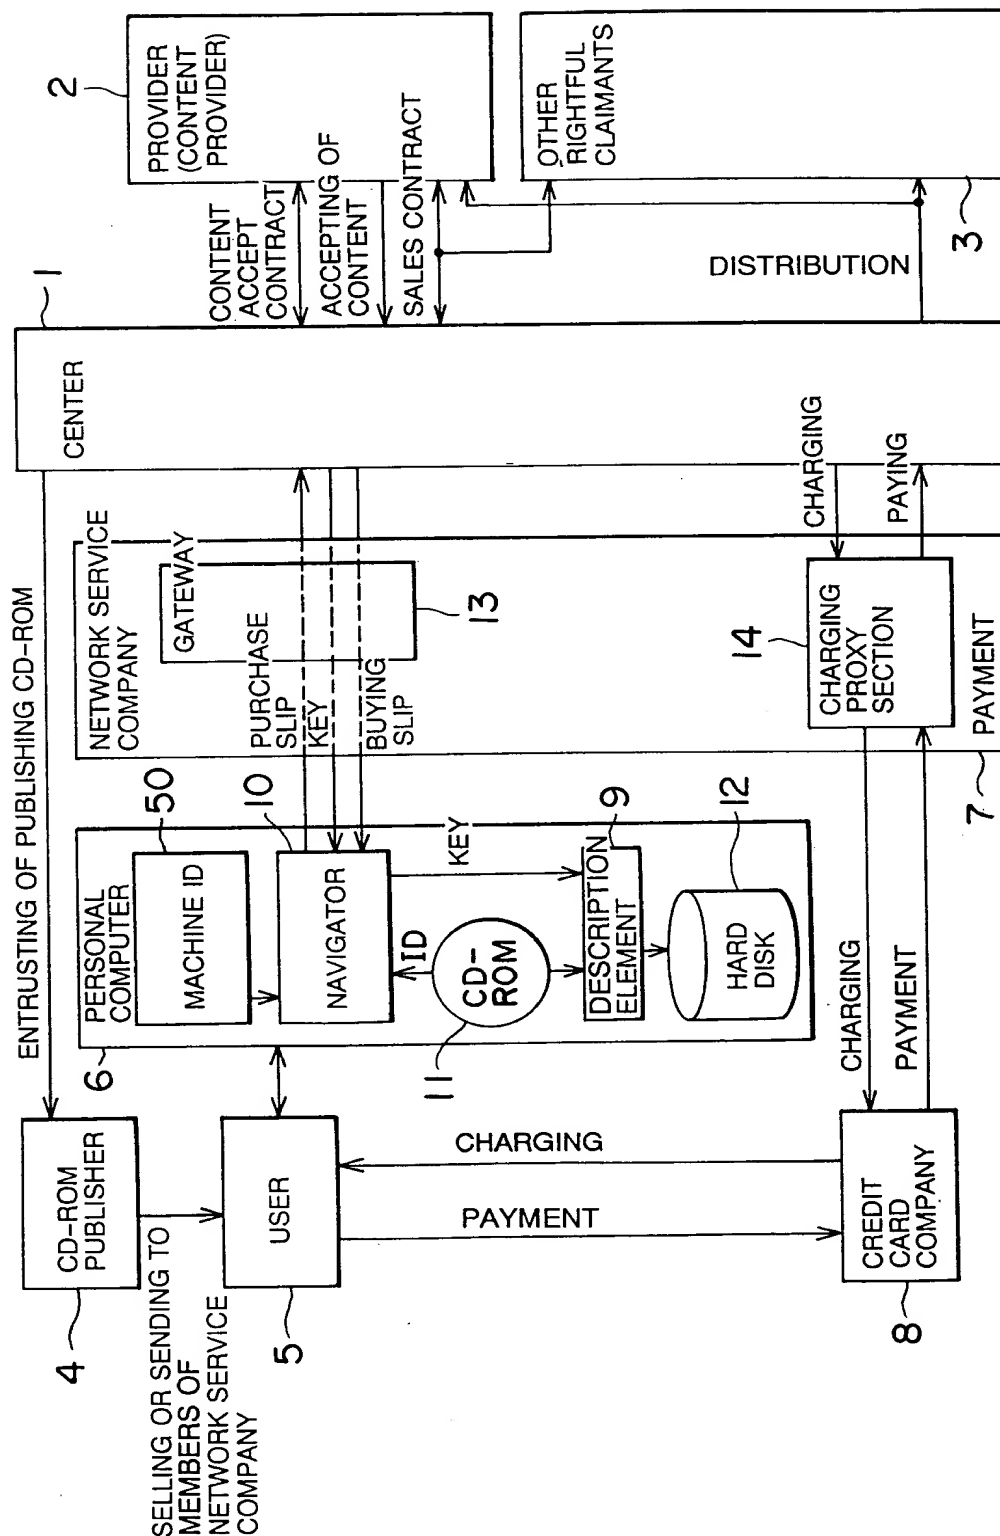 ENTRUSTING OF PUBLISHING CD-ROM
4
CD-ROM
PUBLISHER
SELLING OR SENDING TO
MEMBERS OF
NETWORK SERVICE
COMPANY
5
USER
CHARGING
PAYMENT
8
CREDIT
CARD
COMPANY
6
PERSONAL
COMPUTER
50
MACHINE ID
10
NAVIGATOR
ID
KEY
11
CD-
ROM
9
DESCRIPTION
ELEMENT
12
HARD
DISK
CHARGING
PAYMENT
NETWORK SERVICE
COMPANY
GATEWAY
13
PURCHASE
SLIP
KEY
BUYING
SLIP
14
CHARGING
PROXY
SECTION
7
PAYMENT
CHARGING
PAYING
1
CENTER
CONTENT
ACCEPT
CONTRACT
ACCEPTING OF
CONTENT
SALES CONTRACT
DISTRIBUTION
2
PROVIDER
(CONTENT
PROVIDER)
3
OTHER
RIGHTFUL
CLAIMANTS